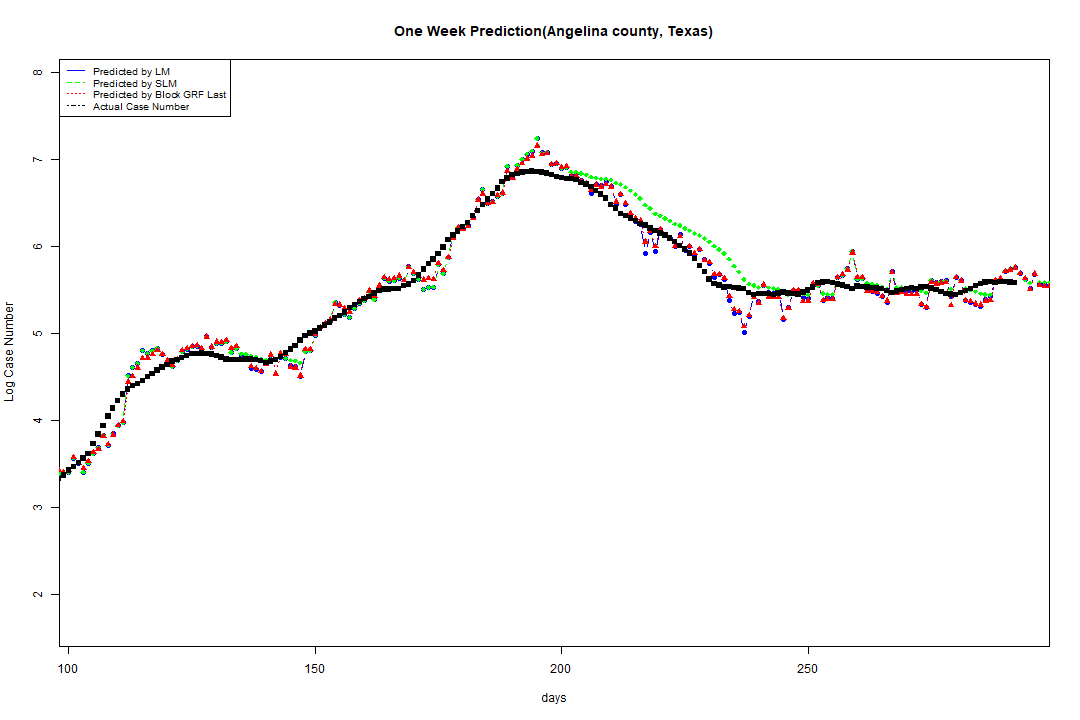 One Week Prediction(Angelina county, Texas)
Predicted by LM
Predicted by SLM
Predicted by Block GRF Last
Actual Case Number
8
7
6
5
4
3
2
Log Case Number
100 150 200 250
days